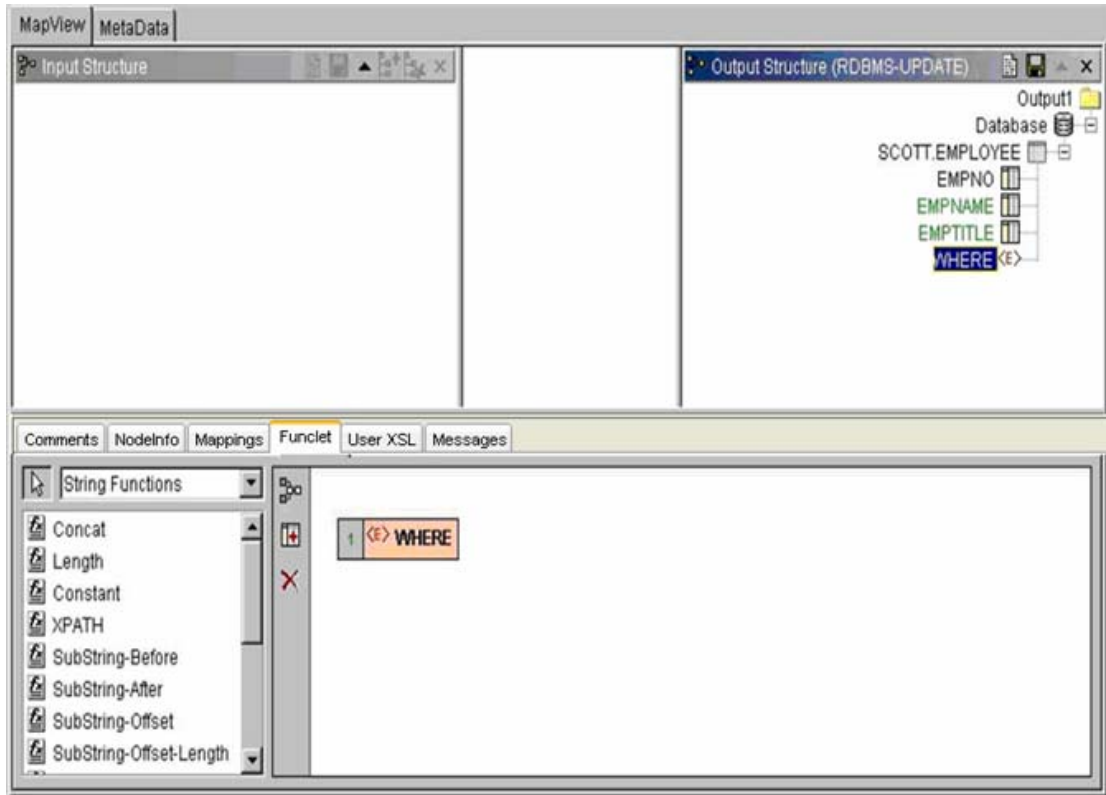 MapView MetaData
Input Structure
Output Structure (RDBMS-UPDATE)
Output1
Database
SCOTT.EMPLOYEE
EMPNO
EMPNAME
EMPTITLE
WHERE <E>
Comments NodeInfo Mappings Funclet User XSL Messages
String Functions
Concat
Length
Constant
XPATH
SubString-Before
SubString-After
SubString-Offset
SubString-Offset-Length
1 <E> WHERE